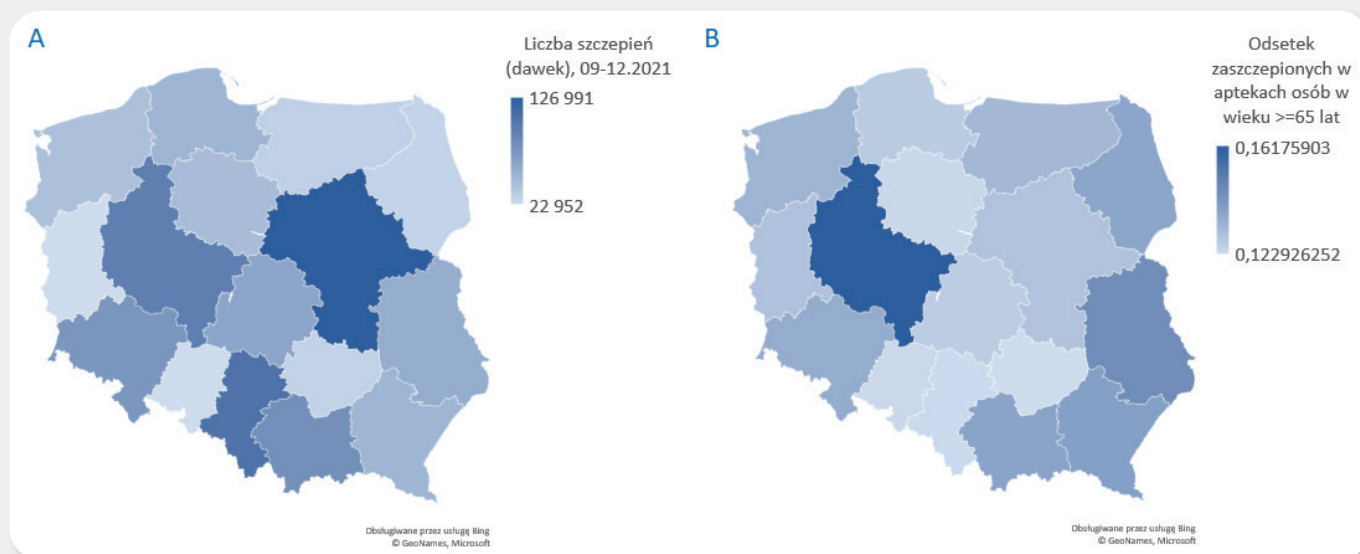 A
Liczba szczepień
(dawek), 09-12.2021
126 991
22 952
Obsługiwane przez usługę Bing
© GeoNames, Microsoft
B
Odsetek
zaszczepionych w
aptekach osób w
wieku >=65 lat
0,16175903
0,122926252
Obsługiwane przez usługę Bing
© GeoNames, Microsoft